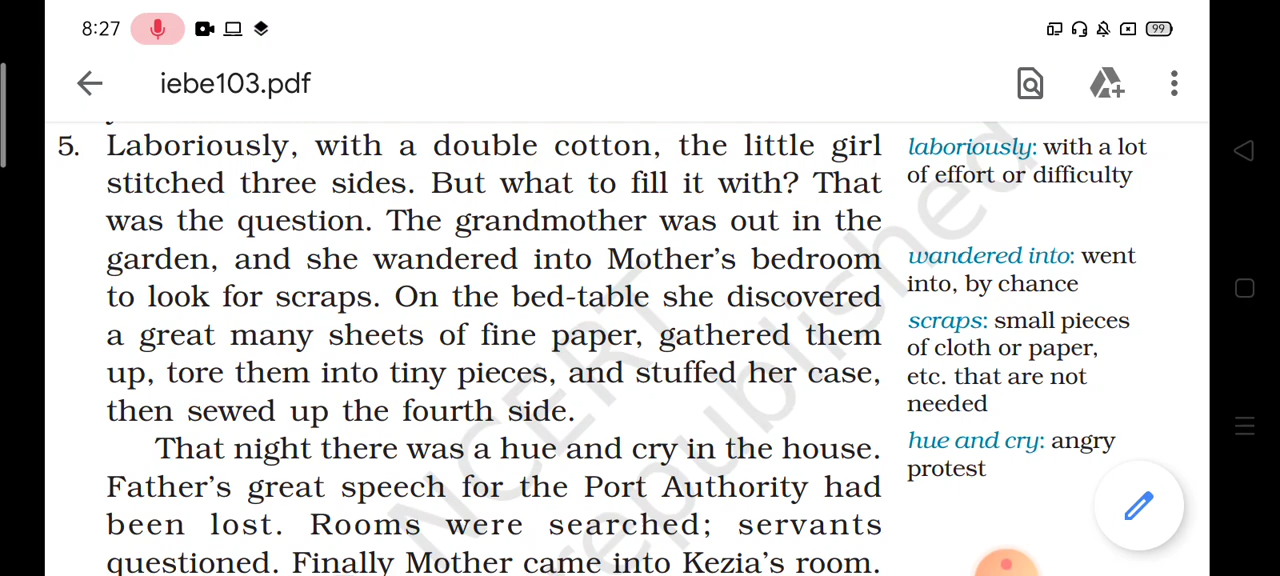 8:27
99
iebe103.pdf
5. Laboriously, with a double cotton, the little girl
stitched three sides. But what to fill it with? That
was the question. The grandmother was out in the
garden, and she wandered into Mother's bedroom
to look for scraps. On the bed-table she discovered
a great many sheets of fine paper, gathered them
up, tore them into tiny pieces, and stuffed her case,
then sewed up the fourth side.
That night there was a hue and cry in the house.
Father's great speech for the Port Authority had
been lost. Rooms were searched; servants
questioned. Finally Mother came into Kezia's room.
laboriously: with a lot
of effort or difficulty
wandered into: went
into, by chance
scraps: small pieces
of cloth or paper,
etc. that are not
needed
hue and cry: angry
protest
NCERT
republished